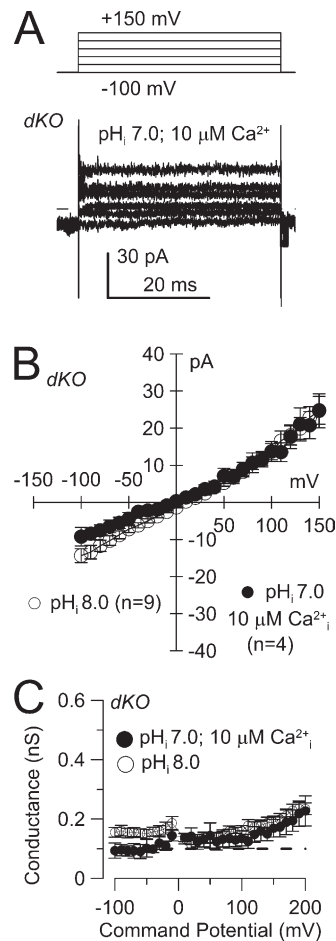 A
+150 mV
-100 mV
dKO
pHi 7.0; 10 µM Ca2+
30 pA
20 ms
B
dKO
40
pA
30
20
10
-150
-100
-50
mV
50
100
150
-10
-20
-30
-40
pHi 8.0 (n=9)
pHi 7.0
10 µM Ca2+i
(n=4)
C
dKO
0.6
pHi 7.0; 10 µM Ca2+i
pHi 8.0
0.4
0.2
0
Conductance (nS)
-100
0
100
200
Command Potential (mV)